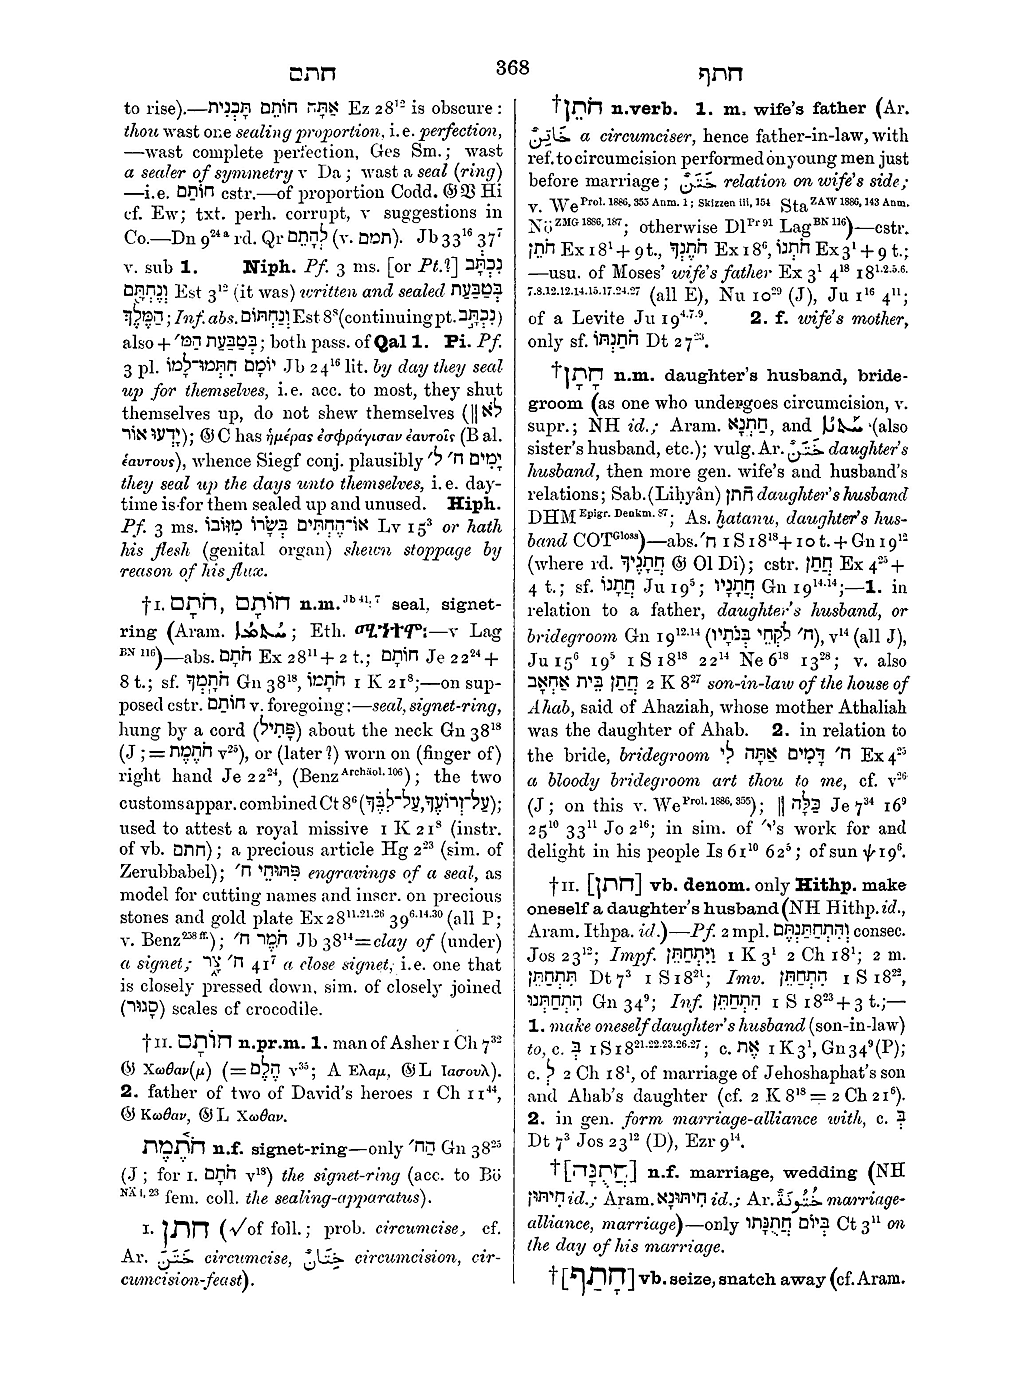 חתם
368
חתף
to rise).—אַתָּה חוֹתֵם תָּכְנִית Ez 28¹² is obscure :
thou wast one sealing proportion, i.e. perfection,
—wast complete perfection, Ges Sm.; wast
a sealer of symmetry v Da; wast a seal (ring)
—i.e. חוֹתַם cstr.—of proportion Codd. 𝔊 𝔙 Hi
cf. Ew; txt. perh. corrupt, v suggestions in
Co.—Dn 9²⁴ᵃ rd. Qr לְהָתֵם (v. תמם). Jb 33¹⁶ 37⁷
v. sub 1. Niph. Pf. 3 ms. [or Pt.?] נִכְתָּב
וְנֶחְתָּם Est 3¹² (it was) written and sealed בְּטַבַּעַת
הַמֶּלֶךְ; Inf. abs. וְנַחְתּוֹם Est 8⁸ (continuing pt. נִכְתָּב)
also + בְּטַבַּעַת הַמּ׳; both pass. of Qal 1. Pi. Pf.
3 pl. יוֹמָם חִתְּמוּ־לָמוֹ Jb 24¹⁶ lit. by day they seal
up for themselves, i.e. acc. to most, they shut
themselves up, do not shew themselves (‖ לֹא
יָדְעוּ אוֹר); 𝔊 C has ἡμέρας ἐσφράγισαν ἑαυτοῖς (B al.
ἑαυτούς), whence Siegf conj. plausibly יָמִים ח׳ ל׳
they seal up the days unto themselves, i.e. day-
time is for them sealed up and unused. Hiph.
Pf. 3 ms. אוֹ־הֶחְתִּים בְּשָׂרוֹ מִזּוֹבוֹ Lv 15³ or hath
his flesh (genital organ) shewn stoppage by
reason of his flux.
†I. חֹתָם, חוֹתָם n.m.ᴶᵇ ⁴¹, ⁷ seal, signet-
ring (Aram. ; Eth. :—v Lag
ᴮᴺ ¹¹⁶)—abs. חֹתָם Ex 28¹¹ + 2 t.; חוֹתָם Je 22²⁴ +
8 t.; sf. חֹתָמְךָ Gn 38¹⁸, חֹתָמוֹ 1 K 21⁸;—on sup-
posed cstr. חוֹתַם v. foregoing:—seal, signet-ring,
hung by a cord (פָּתִיל) about the neck Gn 38¹⁸
(J; = חֹתֶמֶת v²⁵), or (later?) worn on (finger of)
right hand Je 22²⁴, (Benz ᴬʳᶜʰäᵒˡ· ¹⁰⁶); the two
customs appar. combined Ct 8⁶ (עַל־זְרוֹעֶךָ, עַל־לִבֶּךָ);
used to attest a royal missive 1 K 21⁸ (instr.
of vb. חתם); a precious article Hg 2²³ (sim. of
Zerubbabel); פִּתּוּחֵי ח׳ engravings of a seal, as
model for cutting names and inscr. on precious
stones and gold plate Ex 28¹¹·²¹·³⁶ 39⁶·¹⁴·³⁰ (all P;
v. Benz²⁵⁸ ᶠᶠ·); חֹמֶר ח׳ Jb 38¹⁴=clay of (under)
a signet; ח׳ צָר 41⁷ a close signet, i.e. one that
is closely pressed down, sim. of closely joined
(סָגוּר) scales of crocodile.
†II. חוֹתָם n.pr.m. 1. man of Asher 1 Ch 7³²
𝔊 Χωθαν(μ) (= הֵלֶם v³⁵; A Ελαμ, 𝔊L Ιασουλ).
2. father of two of David's heroes 1 Ch 11⁴⁴,
𝔊 Κωθαν, 𝔊L Χωθαν.
חֹתֶמֶת n.f. signet-ring—only הַח׳ Gn 38²⁵
(J; for I. חֹתָם v¹⁸) the signet-ring (acc. to Bö
ᴺÄ ⁱ, ²³ fem. coll. the sealing-apparatus).
I. חתן (√ of foll.; prob. circumcise, cf.
Ar. خَتَنَ circumcise, خِتَانٌ circumcision, cir-
cumcision-feast).
†חֹתֵן n.verb. 1. m. wife's father (Ar.
خَاتِنٌ a circumciser, hence father-in-law, with
ref. to circumcision performed on young men just
before marriage; خَتَنٌ relation on wife's side;
v. We Prol. 1886, 355 Anm. 1; Skizzen iii, 154 Sta ZAW 1886, 143 Anm.
Nö ZMG 1886, 187; otherwise Dl Pr 91 Lag BN 116)—cstr.
חֹתֵן Ex 18¹ + 9 t., חֹתֶנְךָ Ex 18⁶, חֹתְנוֹ Ex 3¹ + 9 t.;
—usu. of Moses' wife's father Ex 3¹ 4¹⁸ 18¹·²·⁵·⁶·
⁷·⁸·¹²·¹²·¹⁴·¹⁵·¹⁷·²⁴·²⁷ (all E), Nu 10²⁹ (J), Ju 1¹⁶ 4¹¹;
of a Levite Ju 19⁴·⁷·⁹. 2. f. wife's mother,
only sf. חֹתַנְתּוֹ Dt 27²³.
†חָתָן n.m. daughter's husband, bride-
groom (as one who undergoes circumcision, v.
supr.; NH id.; Aram. חַתְנָא, and (also
sister's husband, etc.); vulg. Ar. خَتَنٌ daughter's
husband, then more gen. wife's and husband's
relations; Sab. (Liḥyân) חתן daughter's husband
DHM Epigr. Denkm. 87; As. ḫatanu, daughter's hus-
band COT Gloss)—abs. ח׳ 1 S 18¹⁸ + 10 t. + Gn 19¹²
(where rd. חֲתָנֶיךָ 𝔊 Ol Di); cstr. חֲתַן Ex 4²⁵ +
4 t.; sf. חֲתָנוֹ Ju 19⁵; חֲתָנָיו Gn 19¹⁴·¹⁴;—1. in
relation to a father, daughter's husband, or
bridegroom Gn 19¹²·¹⁴ (ח׳ לֹקְחֵי בְנֹתָיו), v¹⁴ (all J),
Ju 15⁶ 19⁵ 1 S 18¹⁸ 22¹⁴ Ne 6¹⁸ 13²⁸; v. also
חֲתַן בֵּית אַחְאָב 2 K 8²⁷ son-in-law of the house of
Ahab, said of Ahaziah, whose mother Athaliah
was the daughter of Ahab. 2. in relation to
the bride, bridegroom ח׳ דָּמִים אַתָּה לִי Ex 4²⁵
a bloody bridegroom art thou to me, cf. v²⁶
(J; on this v. We Prol. 1886, 355); ‖ כַּלָּה Je 7³⁴ 16⁹
25¹⁰ 33¹¹ Jo 2¹⁶; in sim. of י׳'s work for and
delight in his people Is 61¹⁰ 62⁵; of sun ψ 19⁶.
†II. [חתן] vb. denom. only Hithp. make
oneself a daughter's husband (NH Hithp. id.,
Aram. Ithpa. id.)—Pf. 2 mpl. וְהִתְחַתַּנְתֶּם consec.
Jos 23¹²; Impf. וַיִּתְחַתֵּן 1 K 3¹ 2 Ch 18¹; 2 m.
תִּתְחַתֵּן Dt 7³ 1 S 18²¹; Imv. הִתְחַתֵּן 1 S 18²²,
הִתְחַתְּנוּ Gn 34⁹; Inf. הִתְחַתֵּן 1 S 18²³ + 3 t.;—
1. make oneself daughter's husband (son-in-law)
to, c. בְּ 1 S 18²¹·²²·²³·²⁶·²⁷; c. אֶת 1 K 3¹, Gn 34⁹ (P);
c. לְ 2 Ch 18¹, of marriage of Jehoshaphat's son
and Ahab's daughter (cf. 2 K 8¹⁸ = 2 Ch 21⁶).
2. in gen. form marriage-alliance with, c. בְּ
Dt 7³ Jos 23¹² (D), Ezr 9¹⁴.
†[חֲתֻנָּה] n.f. marriage, wedding (NH
חִיתּוּן id.; Aram. חִיתּוּנָא id.; Ar. خُتُونَةٌ marriage-
alliance, marriage)—only בְּיוֹם חֲתֻנָּתוֹ Ct 3¹¹ on
the day of his marriage.
†[חָתַף] vb. seize, snatch away (cf. Aram.